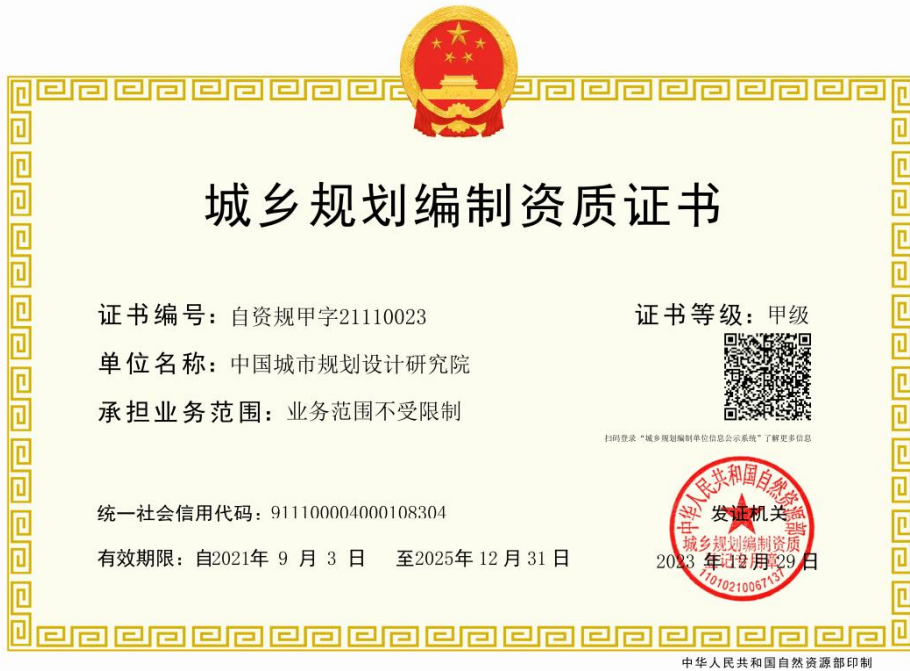 城乡规划编制资质证书
证书编号：自资规甲字21110023
证书等级：甲级
单位名称：中国城市规划设计研究院
承担业务范围：业务范围不受限制
扫码登录“城乡规划编制单位信息公示系统”了解更多信息
统一社会信用代码：911100004000108304
中华人民共和国自然资源部
发证机关
城乡规划编制资质
有效期限：自2021年 9 月 3 日 至2025年 12 月 31 日
2023 年 12 月 29 日
登记专用章
11010210067137
中华人民共和国自然资源部印制